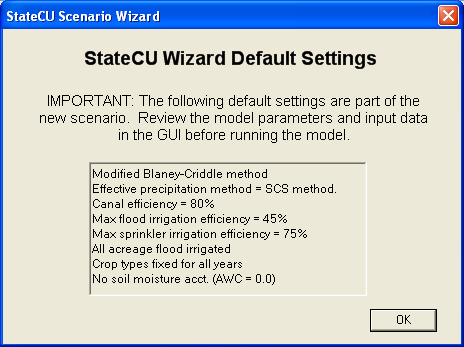 StateCU Scenario Wizard
StateCU Wizard Default Settings
IMPORTANT: The following default settings are part of the
new scenario. Review the model parameters and input data
in the GUI before running the model.
Modified Blaney-Criddle method
Effective precipitation method = SCS method.
Canal efficiency = 80%
Max flood irrigation efficiency = 45%
Max sprinkler irrigation efficiency = 75%
All acreage flood irrigated
Crop types fixed for all years
No soil moisture acct. (AWC = 0.0)
OK